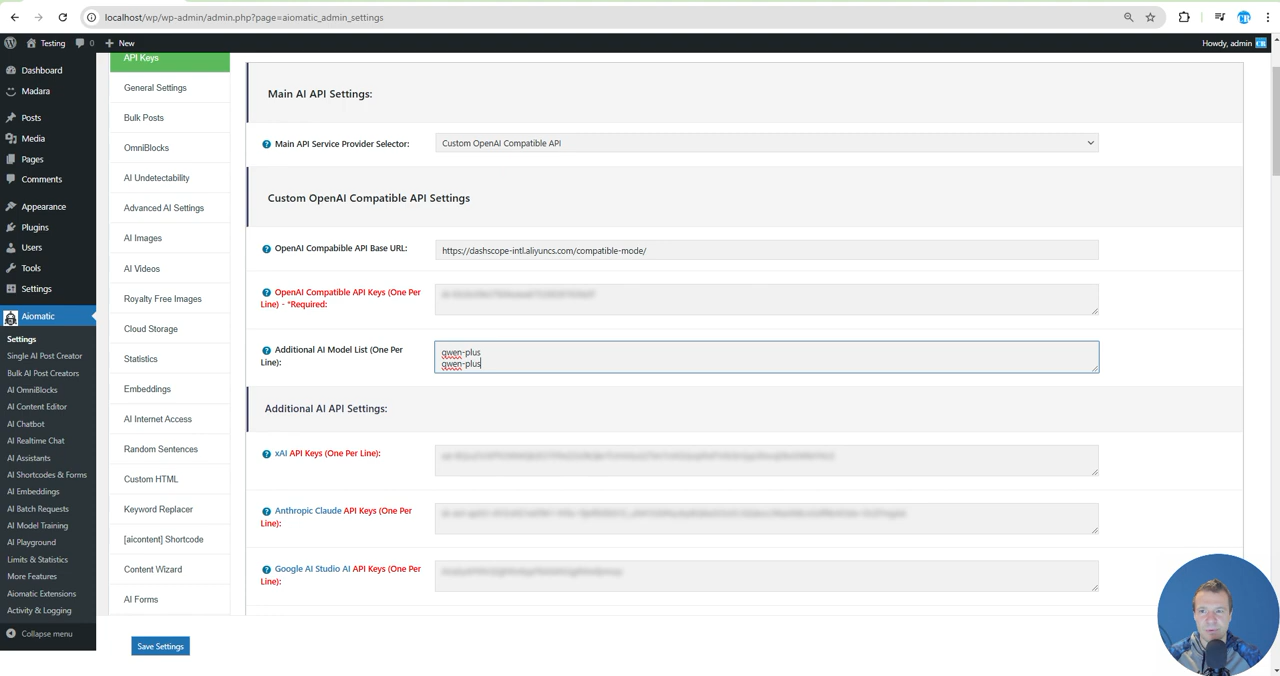 localhost/wp/wp-admin/admin.php?page=aiomatic_admin_settings
Testing
0
New
Howdy, admin
Dashboard
Madara
Posts
Media
Pages
Comments
Appearance
Plugins
Users
Tools
Settings
Aiomatic
Settings
Single AI Post Creator
Bulk AI Post Creators
AI OmniBlocks
AI Content Editor
AI Chatbot
AI Realtime Chat
AI Assistants
AI Shortcodes & Forms
AI Embeddings
AI Batch Requests
AI Model Training
AI Playground
Limits & Statistics
More Features
Aiomatic Extensions
Activity & Logging
Collapse menu
API Keys
General Settings
Bulk Posts
OmniBlocks
AI Undetectability
Advanced AI Settings
AI Images
AI Videos
Royalty Free Images
Cloud Storage
Statistics
Embeddings
AI Internet Access
Random Sentences
Custom HTML
Keyword Replacer
[aicontent] Shortcode
Content Wizard
AI Forms
Main AI API Settings:
Main API Service Provider Selector:
Custom OpenAI Compatible API
Custom OpenAI Compatible API Settings
OpenAI Compabible API Base URL:
https://dashscope-intl.aliyuncs.com/compatible-mode/
OpenAI Compatible API Keys (One Per
Line) - *Required:
Additional AI Model List (One Per
Line):
qwen-plus
qwen-plus
Additional AI API Settings:
xAI API Keys (One Per Line):
Anthropic Claude API Keys (One Per
Line):
Google AI Studio AI API Keys (One Per
Line):
Save Settings